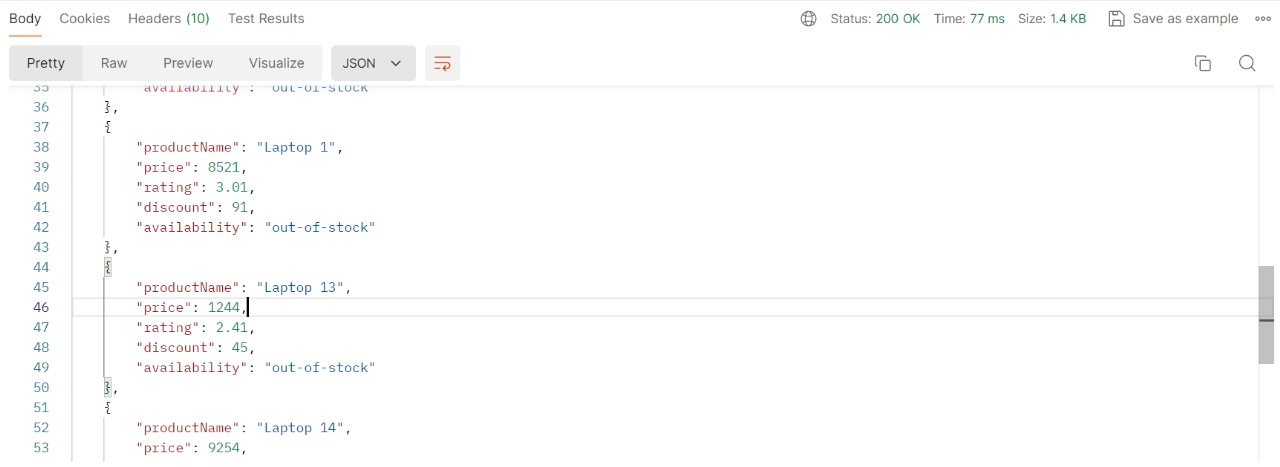 Body Cookies Headers (10) Test Results Status: 200 OK Time: 77 ms Size: 1.4 KB Save as example
Pretty Raw Preview Visualize JSON
35 "availability": "out-of-stock"
36 },
37 {
38 "productName": "Laptop 1",
39 "price": 8521,
40 "rating": 3.01,
41 "discount": 91,
42 "availability": "out-of-stock"
43 },
44 {
45 "productName": "Laptop 13",
46 "price": 1244,
47 "rating": 2.41,
48 "discount": 45,
49 "availability": "out-of-stock"
50 },
51 {
52 "productName": "Laptop 14",
53 "price": 9254,